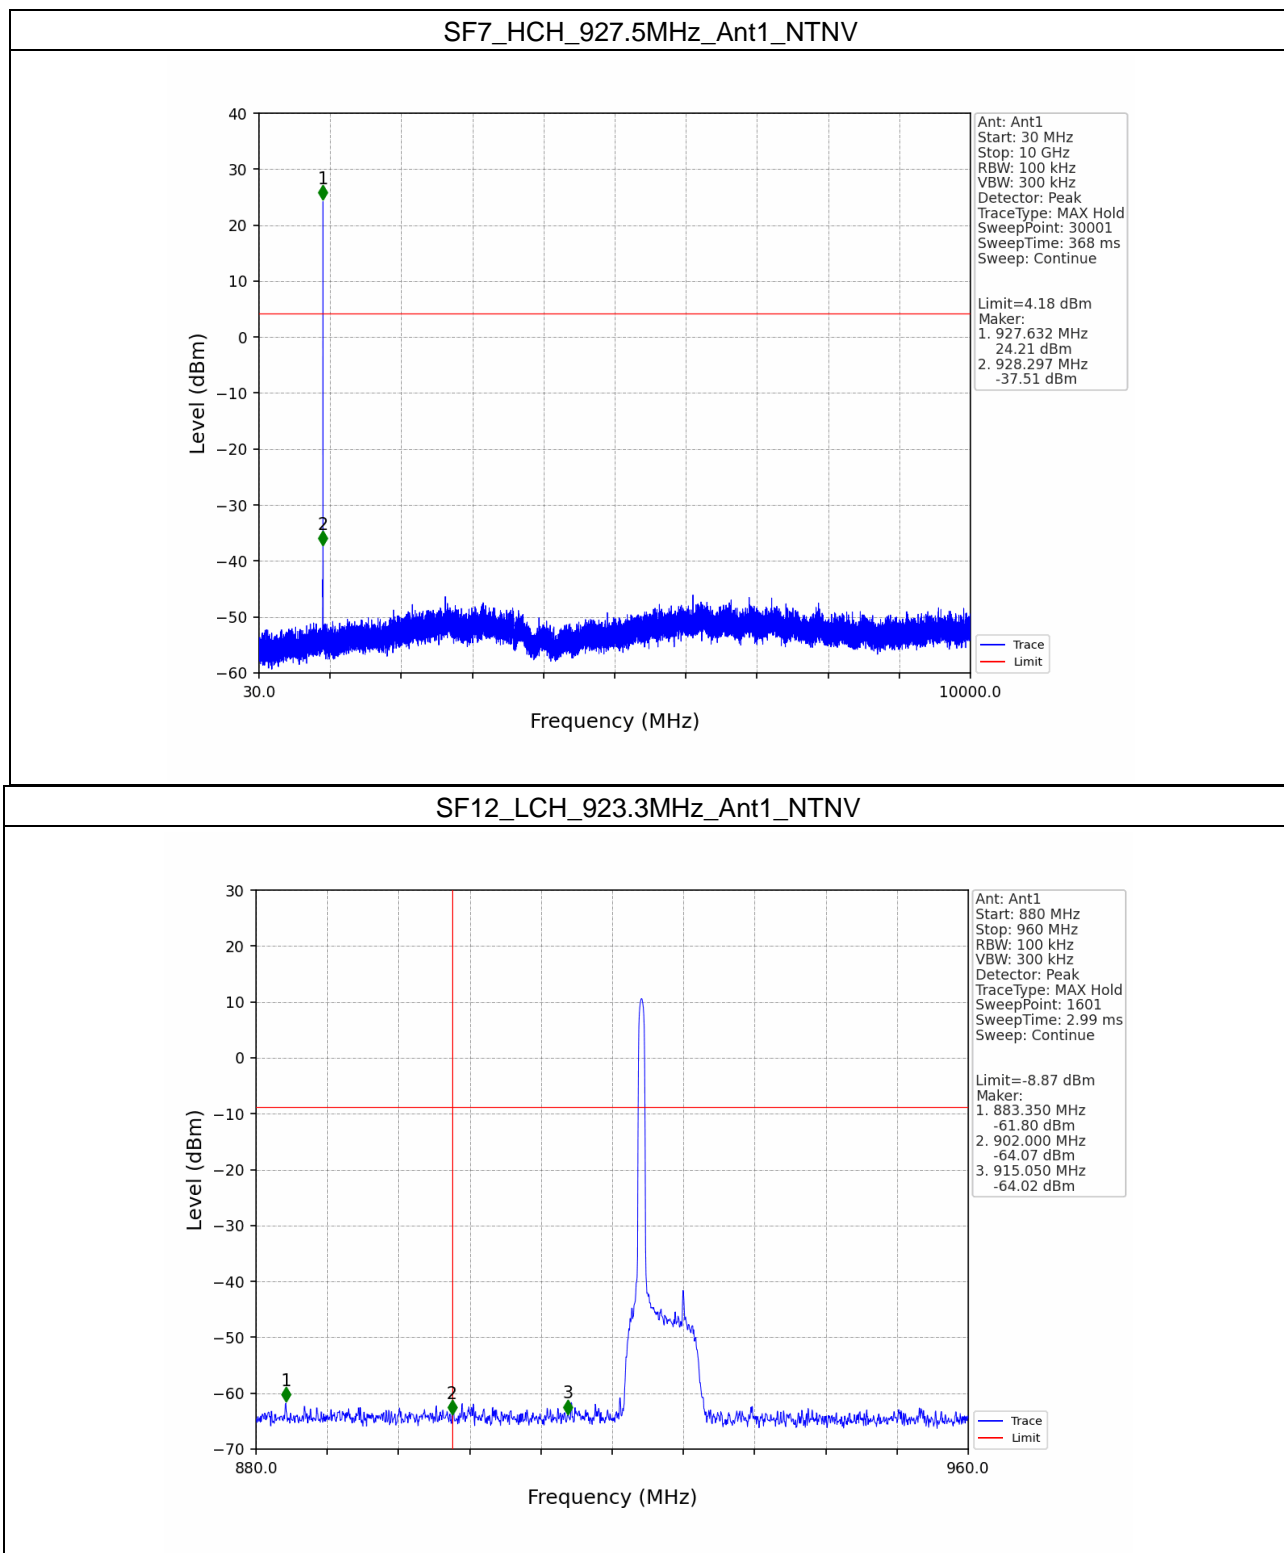 SF7_HCH_927.5MHz_Ant1_NTNV
40
30
20
10
0
−10
−20
−30
−40
−50
−60
Level (dBm)
1
2
30.0
10000.0
Frequency (MHz)
Ant: Ant1
Start: 30 MHz
Stop: 10 GHz
RBW: 100 kHz
VBW: 300 kHz
Detector: Peak
TraceType: MAX Hold
SweepPoint: 30001
SweepTime: 368 ms
Sweep: Continue
Limit=4.18 dBm
Maker:
1. 927.632 MHz
24.21 dBm
2. 928.297 MHz
-37.51 dBm
Trace
Limit
SF12_LCH_923.3MHz_Ant1_NTNV
30
20
10
0
−10
−20
−30
−40
−50
−60
−70
Level (dBm)
1
2
3
880.0
960.0
Frequency (MHz)
Ant: Ant1
Start: 880 MHz
Stop: 960 MHz
RBW: 100 kHz
VBW: 300 kHz
Detector: Peak
TraceType: MAX Hold
SweepPoint: 1601
SweepTime: 2.99 ms
Sweep: Continue
Limit=-8.87 dBm
Maker:
1. 883.350 MHz
-61.80 dBm
2. 902.000 MHz
-64.07 dBm
3. 915.050 MHz
-64.02 dBm
Trace
Limit